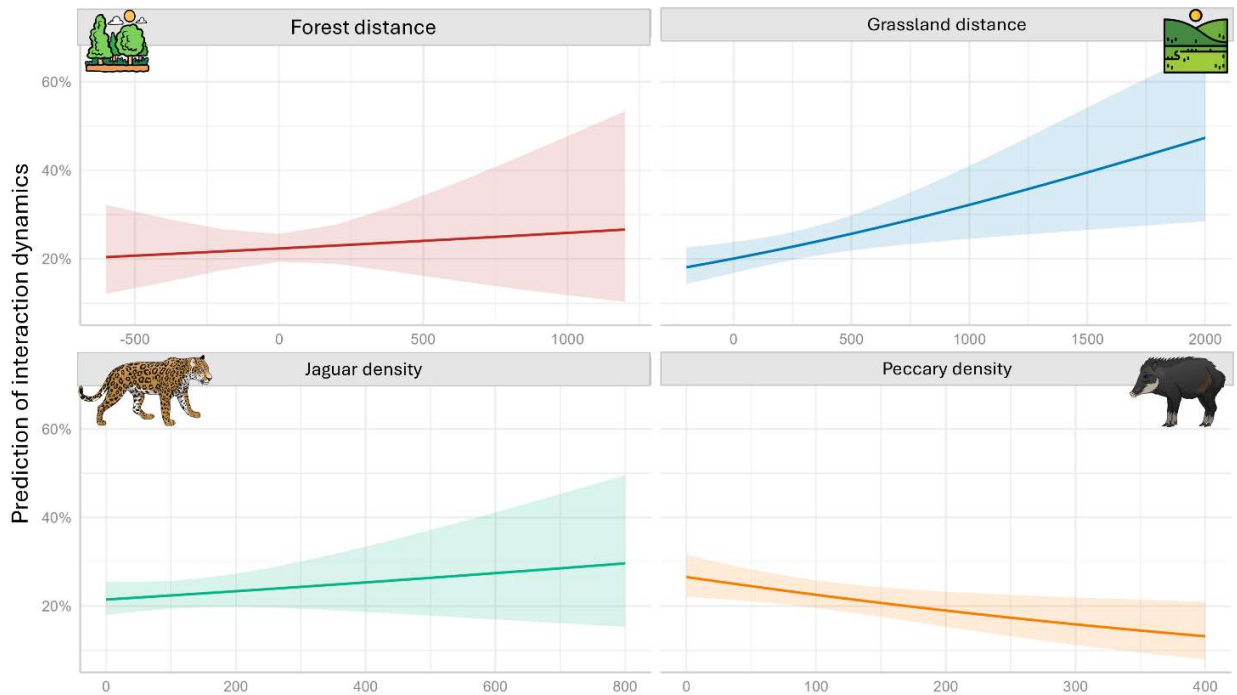 Forest distance
Grassland distance
Prediction of interaction dynamics
60%
40%
20%
-500 0 500 1000
0 500 1000 1500 2000
Jaguar density
Peccary density
60%
40%
20%
0 200 400 600 800
0 100 200 300 400